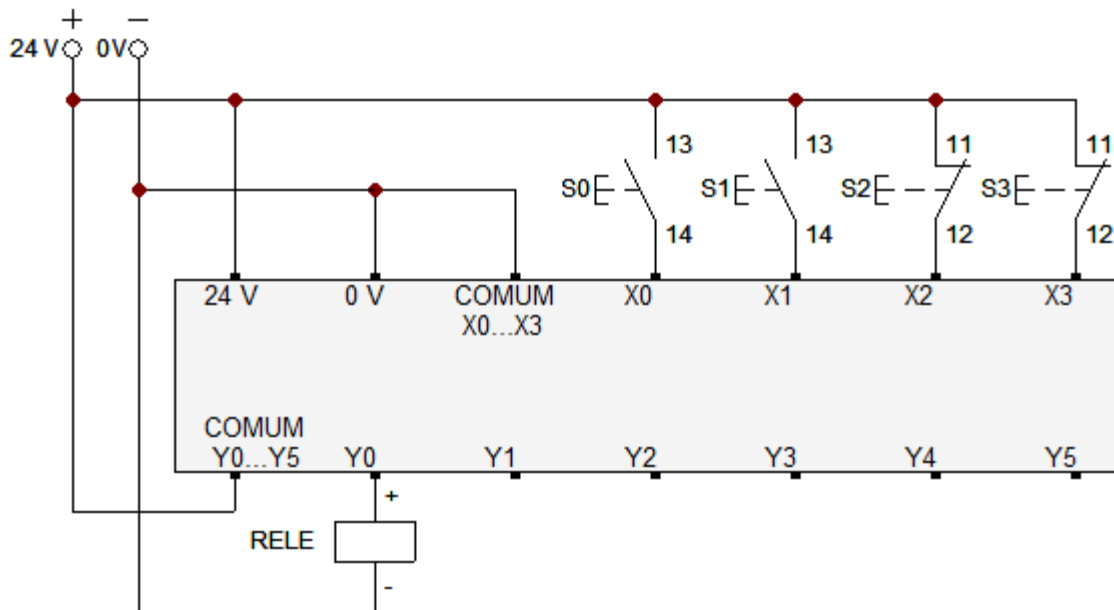 + −
24 V 0V
13 13 11 11
S0 S1 S2 S3
14 14 12 12
24 V 0 V COMUM X0 X1 X2 X3
X0...X3
COMUM
Y0...Y5 Y0 Y1 Y2 Y3 Y4 Y5
+
RELE
-